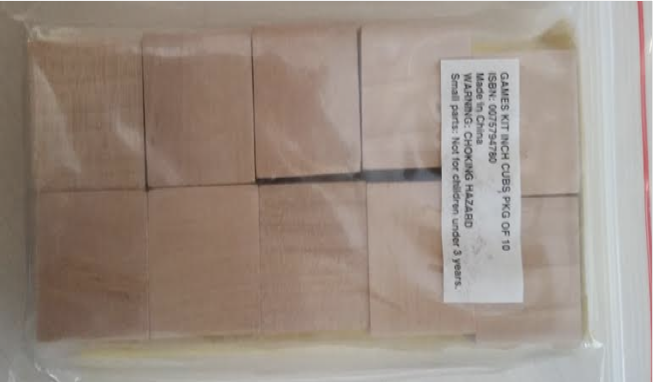 GAMES KIT INCH CUBS PKG OF 10
ISBN: 0075794780
Made in China
WARNING: CHOKING HAZARD
Small parts: Not for children under 3 years.